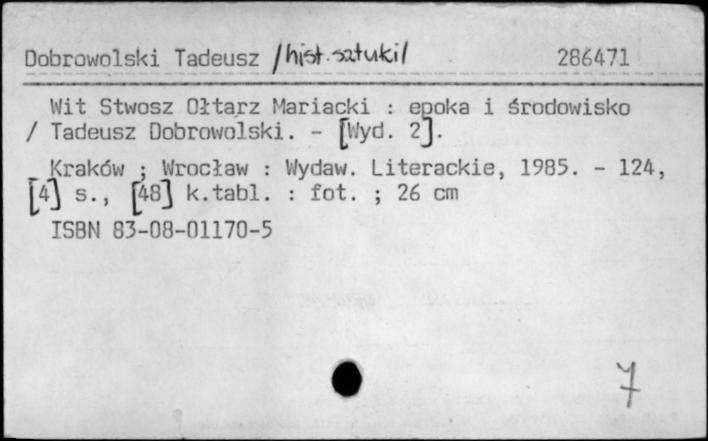 Dobrowolski Tadeusz /hist. sztuki/ 286471
Wit Stwosz Ołtarz Mariacki : epoka i środowisko
/ Tadeusz Dobrowolski. - [Wyd. 2].
Kraków ; Wrocław : Wydaw. Literackie, 1985. - 124,
[4] s., [48] k.tabl. : fot. ; 26 cm
ISBN 83-08-01170-5
7